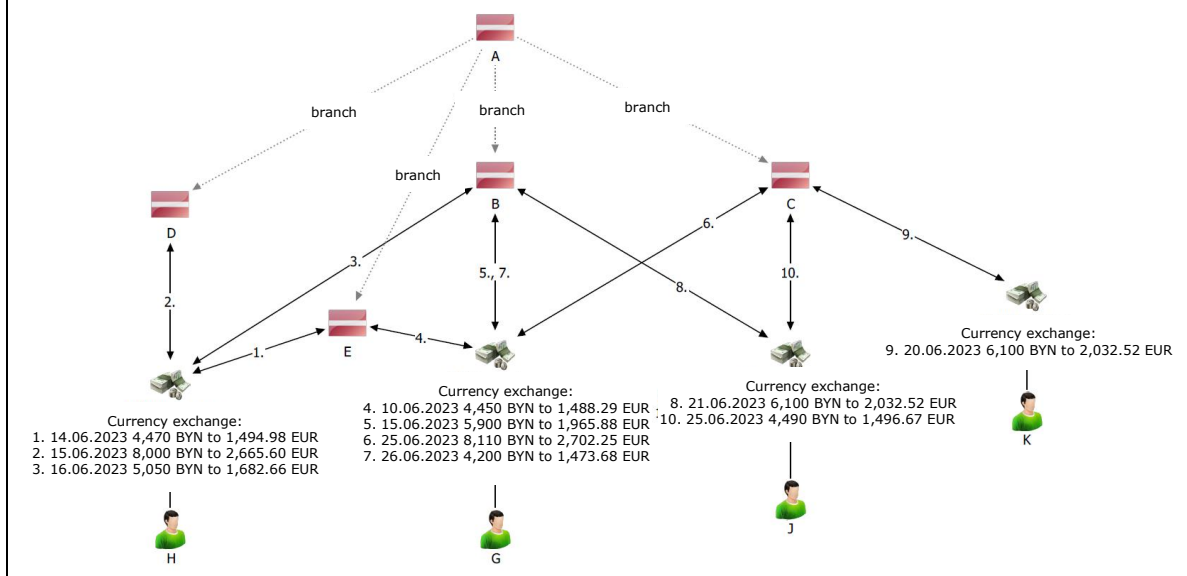 A
branch
branch
branch
branch
B
C
D
6.
9.
3.
5., 7.
10.
2.
8.
E
4.
1.
Currency exchange:
9. 20.06.2023 6,100 BYN to 2,032.52 EUR
Currency exchange:
8. 21.06.2023 6,100 BYN to 2,032.52 EUR
10. 25.06.2023 4,490 BYN to 1,496.67 EUR
Currency exchange:
4. 10.06.2023 4,450 BYN to 1,488.29 EUR
5. 15.06.2023 5,900 BYN to 1,965.88 EUR
6. 25.06.2023 8,110 BYN to 2,702.25 EUR
7. 26.06.2023 4,200 BYN to 1,473.68 EUR
Currency exchange:
1. 14.06.2023 4,470 BYN to 1,494.98 EUR
2. 15.06.2023 8,000 BYN to 2,665.60 EUR
3. 16.06.2023 5,050 BYN to 1,682.66 EUR
K
J
H
G